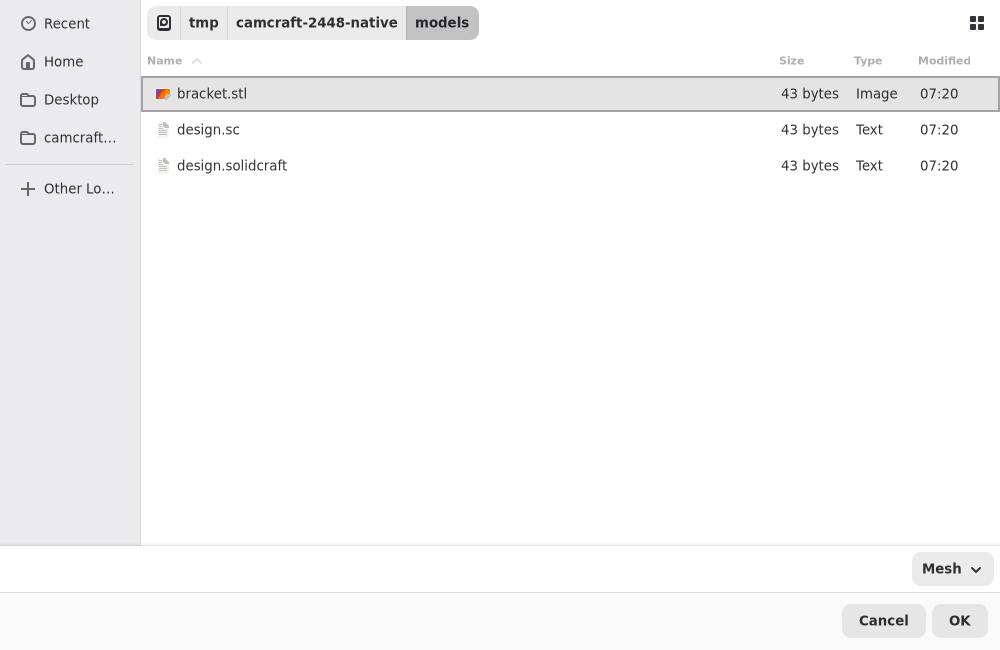 Recent
Home
Desktop
camcraft…
Other Lo…
tmp camcraft-2448-native models
Name Size Type Modified
bracket.stl 43 bytes Image 07:20
design.sc 43 bytes Text 07:20
design.solidcraft 43 bytes Text 07:20
Mesh
Cancel OK